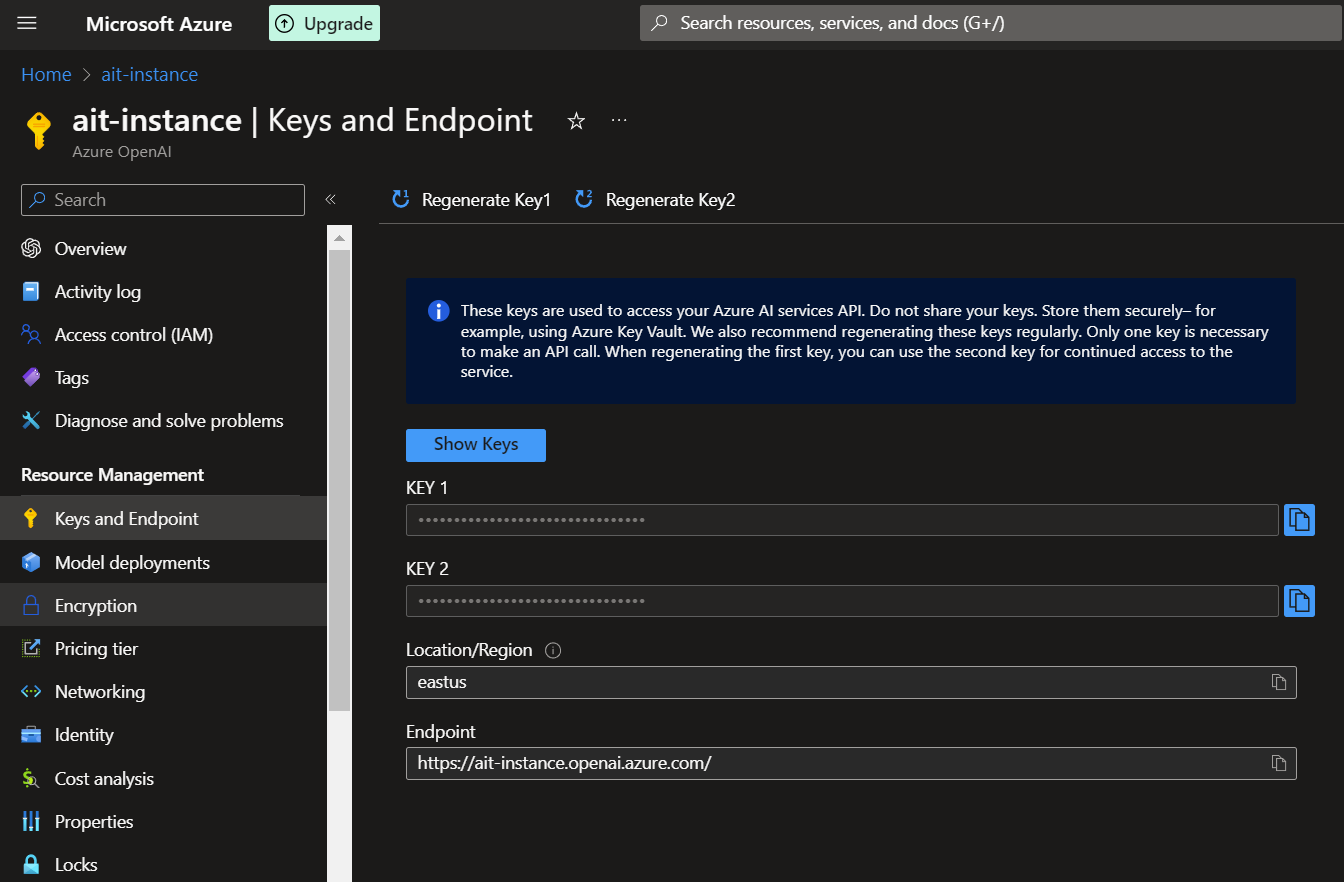 Microsoft Azure
Upgrade
Search resources, services, and docs (G+/)
Home > ait-instance
ait-instance | Keys and Endpoint
Azure OpenAI
Search
Regenerate Key1
Regenerate Key2
Overview
Activity log
Access control (IAM)
Tags
Diagnose and solve problems
Resource Management
Keys and Endpoint
Model deployments
Encryption
Pricing tier
Networking
Identity
Cost analysis
Properties
Locks
These keys are used to access your Azure AI services API. Do not share your keys. Store them securely– for
example, using Azure Key Vault. We also recommend regenerating these keys regularly. Only one key is necessary
to make an API call. When regenerating the first key, you can use the second key for continued access to the
service.
Show Keys
KEY 1
••••••••••••••••••••••••••••••••
KEY 2
••••••••••••••••••••••••••••••••
Location/Region
eastus
Endpoint
https://ait-instance.openai.azure.com/